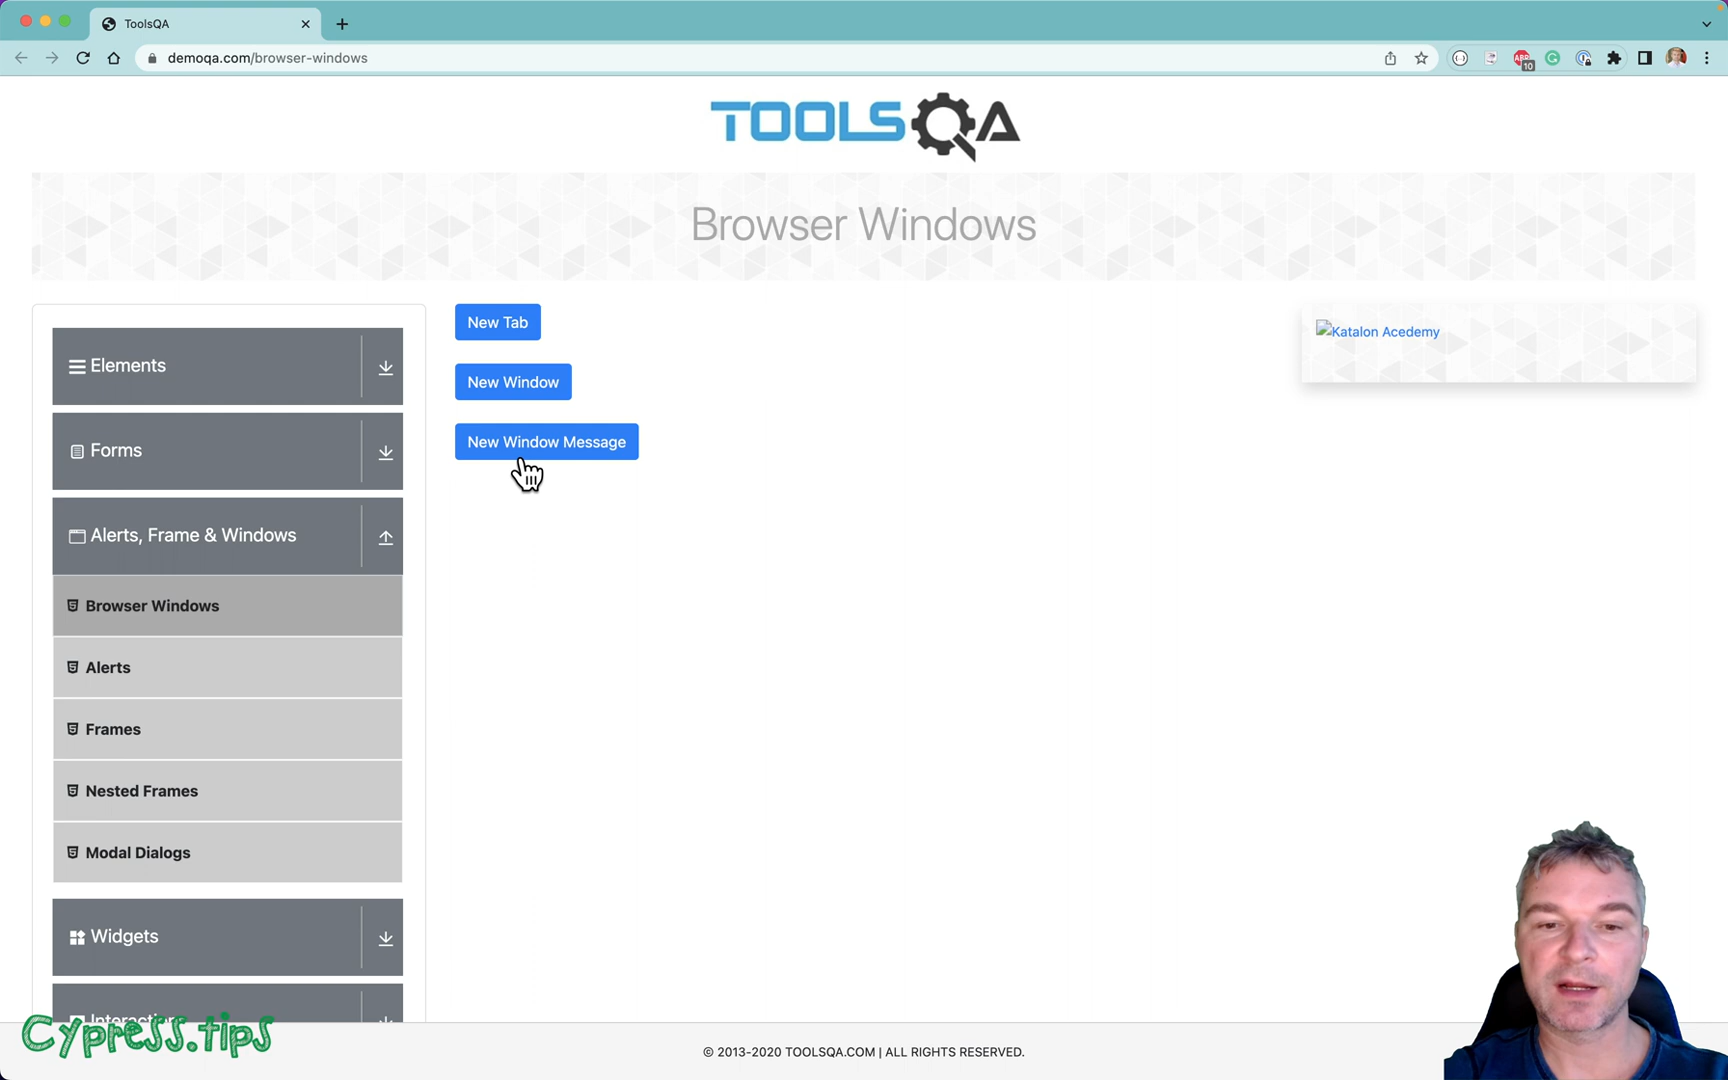 ToolsQA
demoqa.com/browser-windows
10
TOOLSQA
Browser Windows
New Tab
New Window
New Window Message
Katalon Acedemy
Elements
Forms
Alerts, Frame & Windows
Browser Windows
Alerts
Frames
Nested Frames
Modal Dialogs
Widgets
Cypress.tips
© 2013-2020 TOOLSQA.COM | ALL RIGHTS RESERVED.